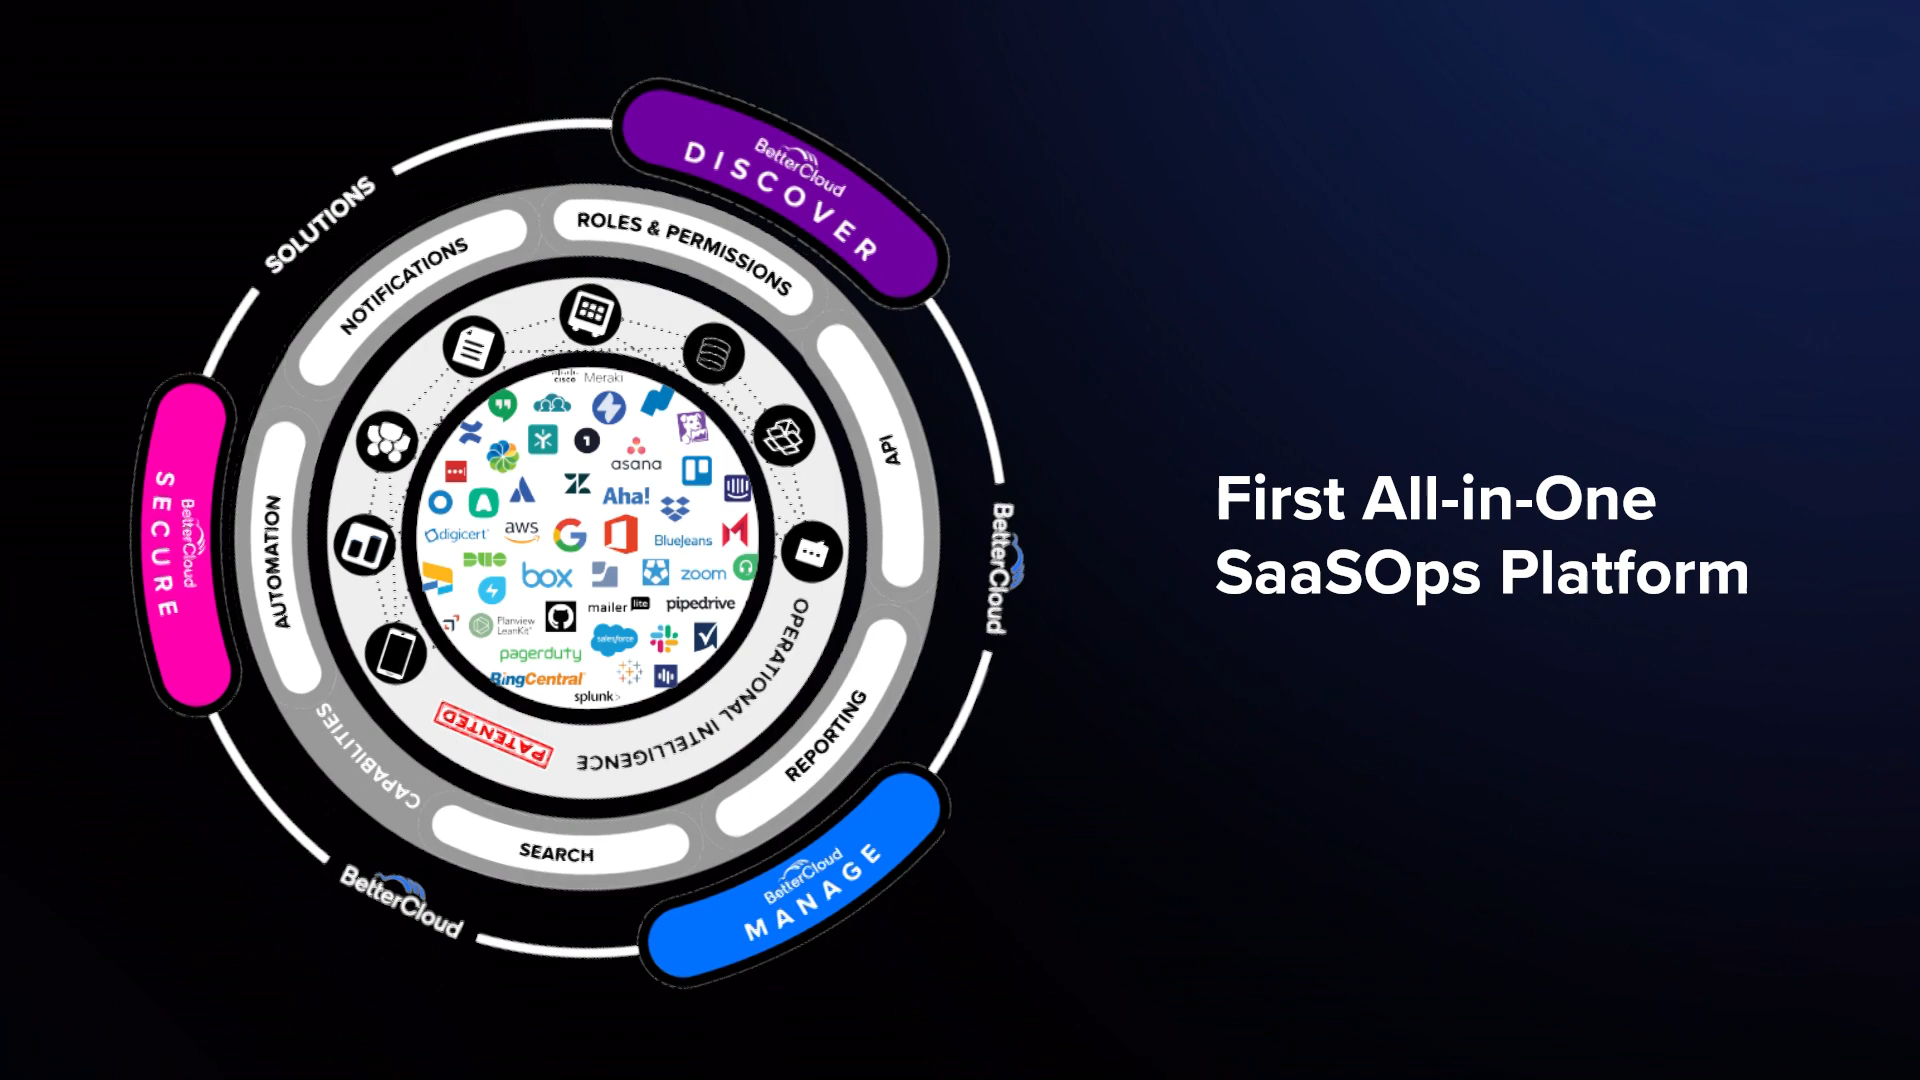 BetterCloud
DISCOVER
SOLUTIONS
ROLES & PERMISSIONS
NOTIFICATIONS
API
BetterCloud
SECURE
BetterCloud
AUTOMATION
CISCO Meraki
1
asana
Aha!
digicert
aws
BlueJeans
DUO
box
zoom
mailer lite
pipedrive
Planview
LeanKit
salesforce
pagerduty
RingCentral
splunk>
OPERATIONAL INTELLIGENCE
PATENTED
CAPABILITIES
REPORTING
SEARCH
BetterCloud
MANAGE
BetterCloud
First All-in-One
SaaSOps Platform